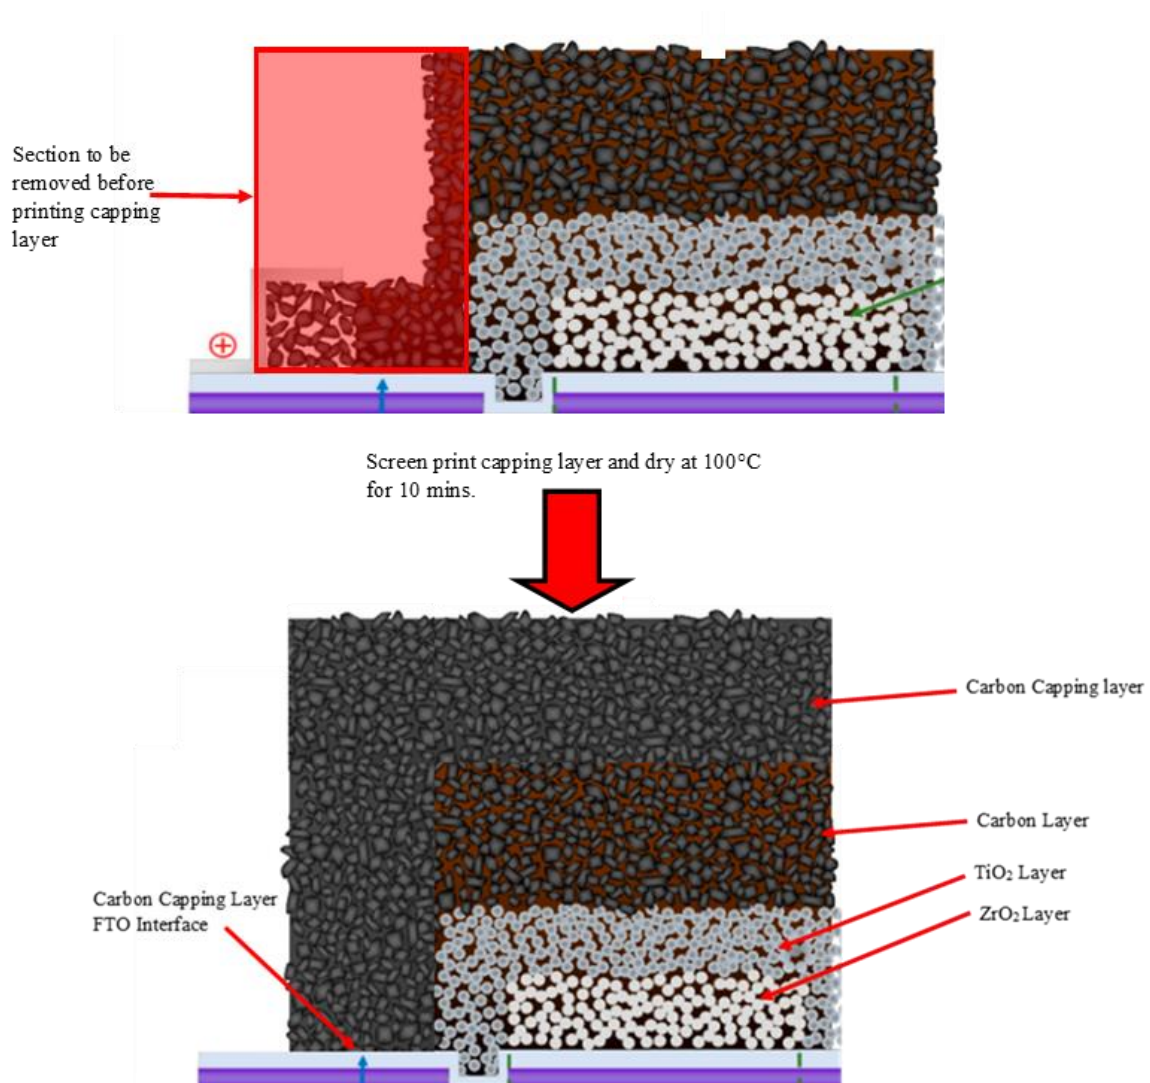 Section to be
removed before
printing capping
layer
Screen print capping layer and dry at 100°C
for 10 mins.
Carbon Capping layer
Carbon Layer
TiO₂ Layer
ZrO₂ Layer
Carbon Capping Layer
FTO Interface